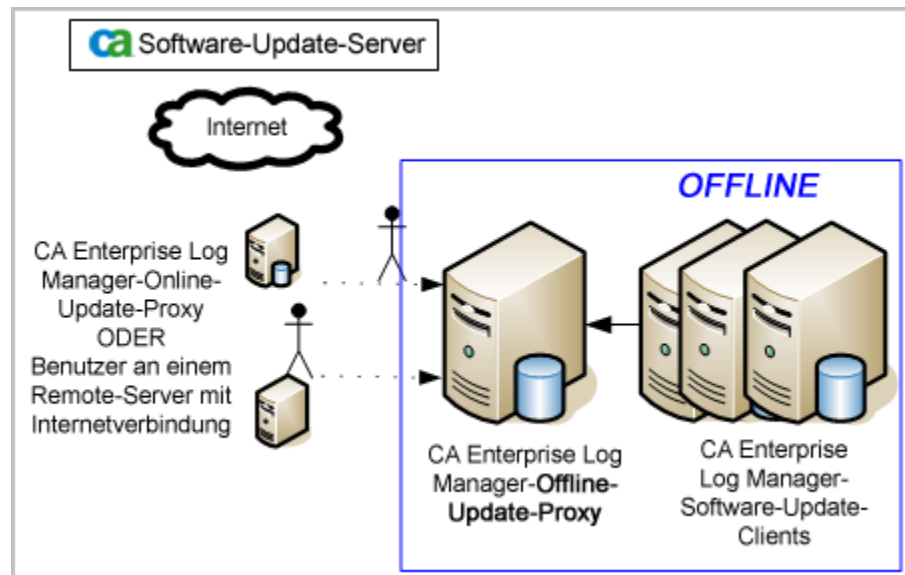 ca Software-Update-Server
Internet
OFFLINE
CA Enterprise Log
Manager-Online-
Update-Proxy
ODER
Benutzer an einem
Remote-Server mit
Internetverbindung
CA Enterprise Log
Manager-Offline-
Update-Proxy
CA Enterprise
Log Manager-
Software-Update-
Clients